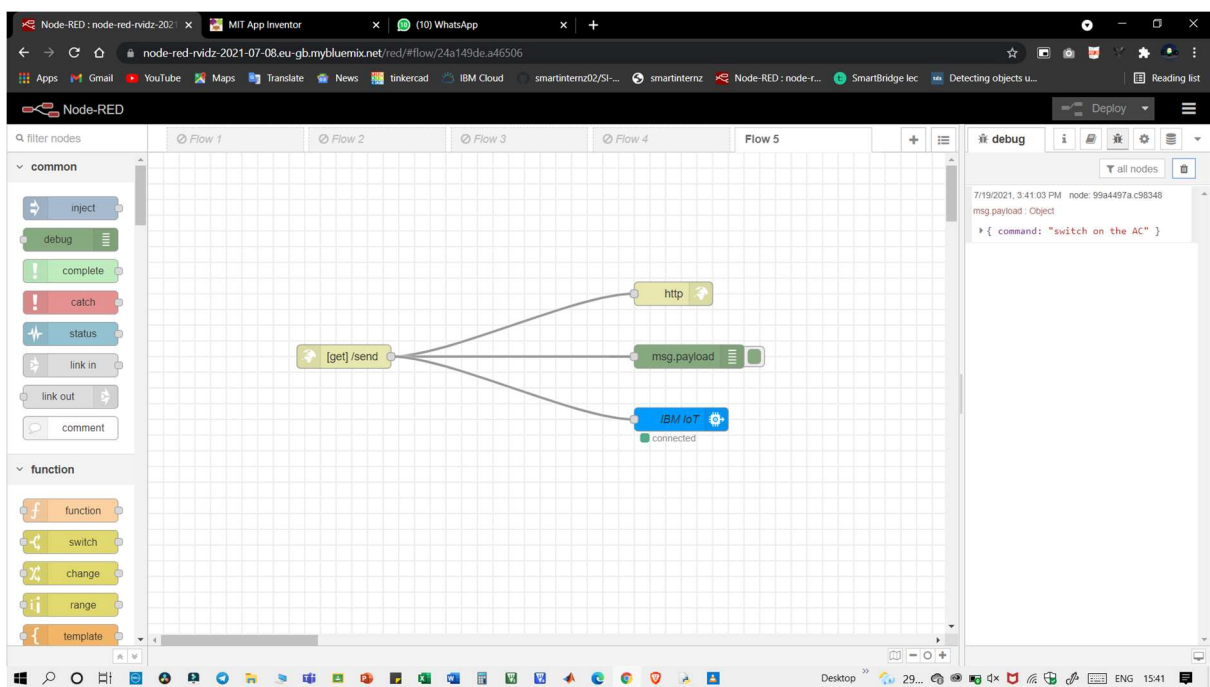 Node-RED : node-red-rvidz-2021
MIT App Inventor
(10) WhatsApp
node-red-rvidz-2021-07-08.eu-gb.mybluemix.net/red/#flow/24a149de.a46506
Apps
Gmail
YouTube
Maps
Translate
News
tinkercad
IBM Cloud
smartinternz02/SI-...
smartinternz
Node-RED : node-r...
SmartBridge lec
Detecting objects u...
Reading list
Node-RED
Deploy
filter nodes
Flow 1
Flow 2
Flow 3
Flow 4
Flow 5
debug
all nodes
common
inject
debug
complete
catch
status
link in
link out
comment
function
function
switch
change
range
template
[get] /send
http
msg.payload
IBM IoT
connected
7/19/2021, 3:41:03 PM node: 99a4497a.c98348
msg.payload : Object
{ command: "switch on the AC" }
Desktop
29...
ENG
15:41